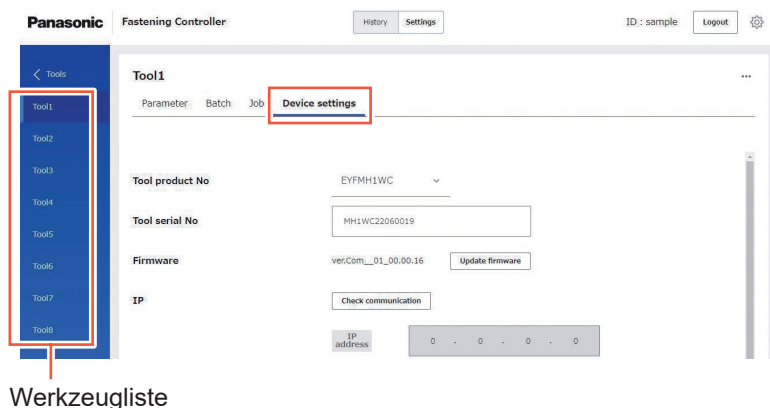 Panasonic Fastening Controller History Settings ID : sample Logout
< Tools
Tool1
Tool2
Tool3
Tool4
Tool5
Tool6
Tool7
Tool8
Tool1 ...
Parameter Batch Job Device settings
Tool product No EYFMH1WC
Tool serial No MH1WC22060019
Firmware ver.Com__01_00.00.16 Update firmware
IP Check communication
IP
address 0 . 0 . 0 . 0
Werkzeugliste